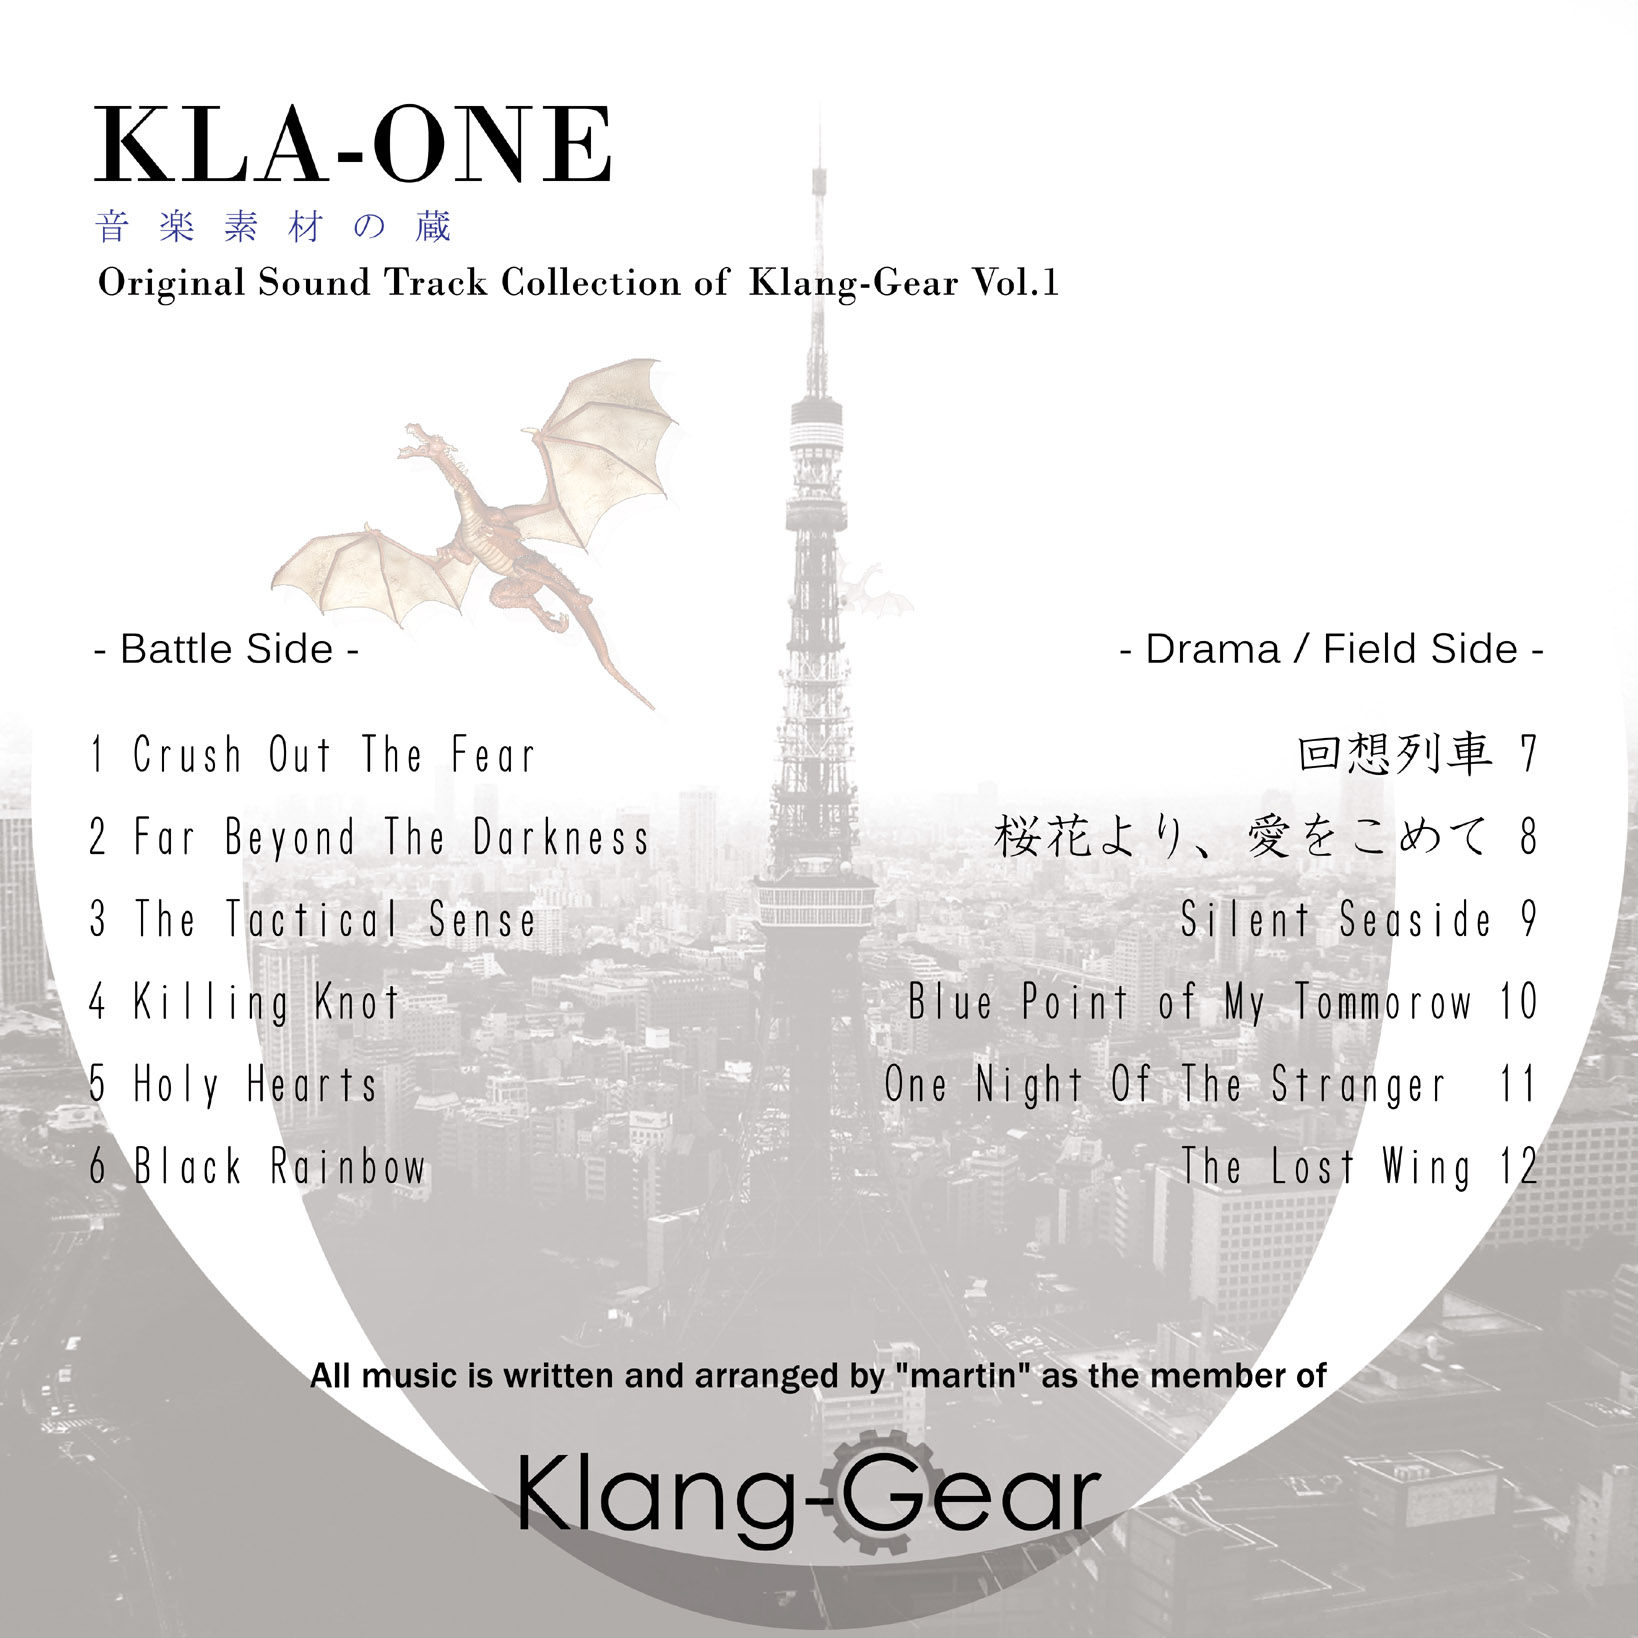 KLA-ONE
音楽素材の蔵
Original Sound Track Collection of Klang-Gear Vol.1
- Battle Side -
1 Crush Out The Fear
2 Far Beyond The Darkness
3 The Tactical Sense
4 Killing Knot
5 Holy Hearts
6 Black Rainbow
- Drama / Field Side -
回想列車 7
桜花より、愛をこめて 8
Silent Seaside 9
Blue Point of My Tommorow 10
One Night Of The Stranger 11
The Lost Wing 12
All music is written and arranged by "martin" as the member of
Klang-Gear